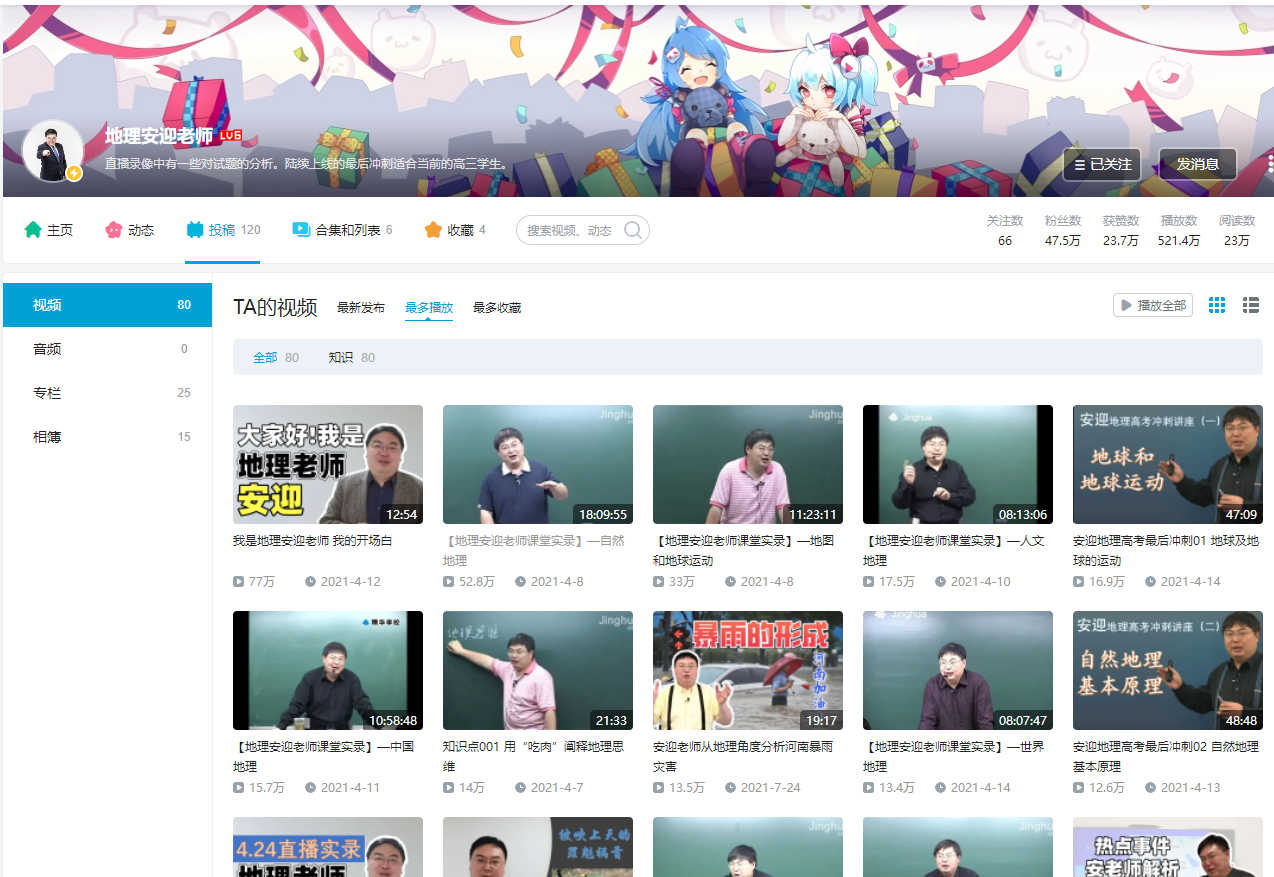 地理安迎老师 LV6
直播录像中有一些对试题的分析。陆续上线的最后冲刺适合当前的高三学生。
已关注 发消息
主页 动态 投稿 120 合集和列表 6 收藏 4 搜索视频、动态
关注数 粉丝数 获赞数 播放数 阅读数
66 47.5万 23.7万 521.4万 23万
视频 80
音频 0
专栏 25
相簿 15
TA的视频 最新发布 最多播放 最多收藏 播放全部
全部 80 知识 80
大家好!我是
地理老师
安迎
12:54
Jinghu
18:09:55
Jinghu
11:23:11
Jinghua
08:13:06
安迎地理高考冲刺讲座（一）
地球和
地球运动
47:09
我是地理安迎老师 我的开场白
77万 2021-4-12
【地理安迎老师课堂实录】—自然
地理
52.8万 2021-4-8
【地理安迎老师课堂实录】—地图
和地球运动
33万 2021-4-8
【地理安迎老师课堂实录】—人文
地理
17.5万 2021-4-10
安迎地理高考最后冲刺01 地球及地
球的运动
16.9万 2021-4-14
精华学校
10:58:48
Jinghu
地理思维
21:33
暴雨的形成
河南加油
19:17
Jinghua
08:07:47
安迎地理高考冲刺讲座（二）
自然地理
基本原理
48:48
【地理安迎老师课堂实录】—中国
地理
15.7万 2021-4-11
知识点001 用“吃肉”阐释地理思
维
14万 2021-4-7
安迎老师从地理角度分析河南暴雨
灾害
13.5万 2021-7-24
【地理安迎老师课堂实录】—世界
地理
13.4万 2021-4-14
安迎地理高考最后冲刺02 自然地理
基本原理
12.6万 2021-4-13
4.24直播实录
地理老师
被吹上天的
罪魁祸首
Jinghu
Jinghu
热点事件
安老师解析